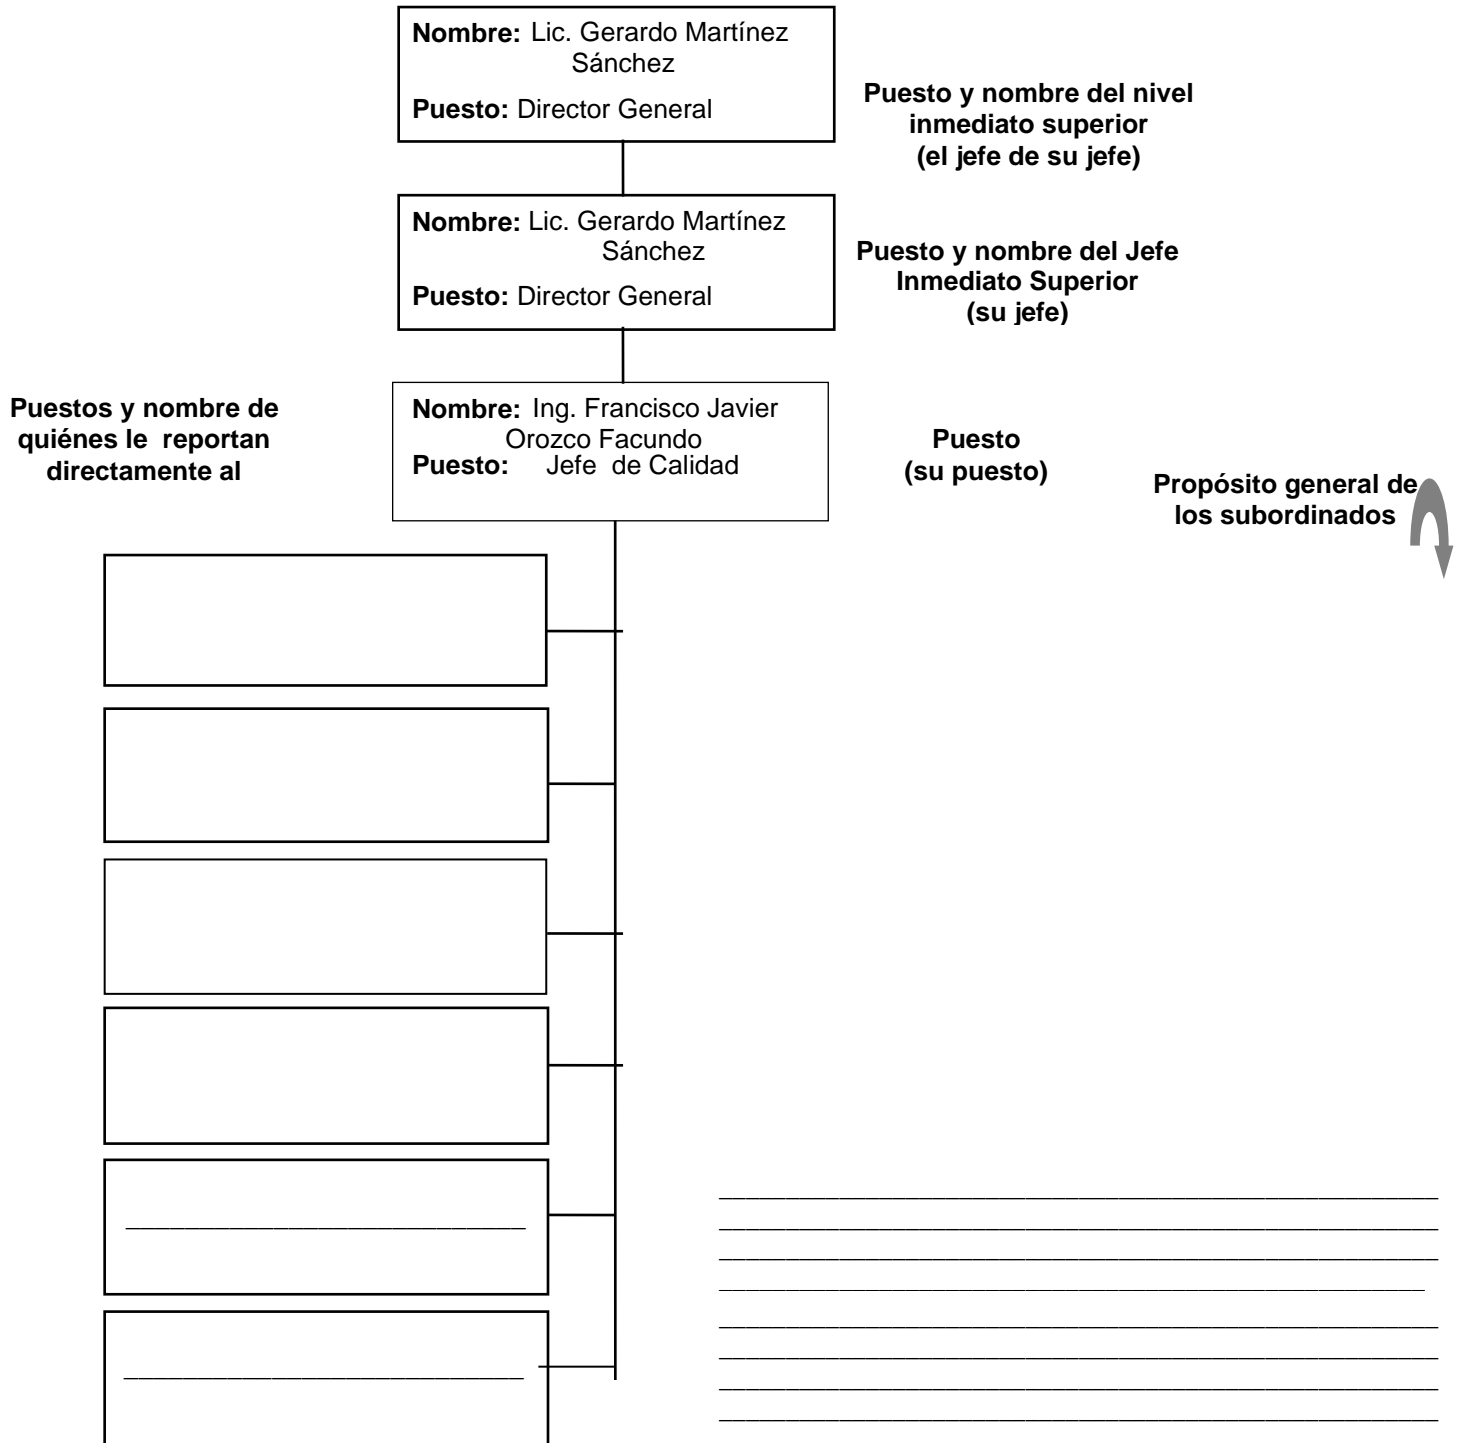 Nombre: Lic. Gerardo Martínez
Sánchez
Puesto: Director General
Puesto y nombre del nivel
inmediato superior
(el jefe de su jefe)
Nombre: Lic. Gerardo Martínez
Sánchez
Puesto: Director General
Puesto y nombre del Jefe
Inmediato Superior
(su jefe)
Puestos y nombre de
quiénes le reportan
directamente al
Nombre: Ing. Francisco Javier
Orozco Facundo
Puesto: Jefe de Calidad
Puesto
(su puesto)
Propósito general de
los subordinados